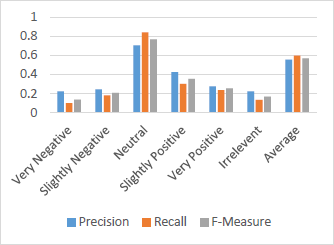 1
0.8
0.6
0.4
0.2
0
Very Negative
Slightly Negative
Neutral
Slightly Positive
Very Positive
Irrelevent
Average
Precision Recall F-Measure